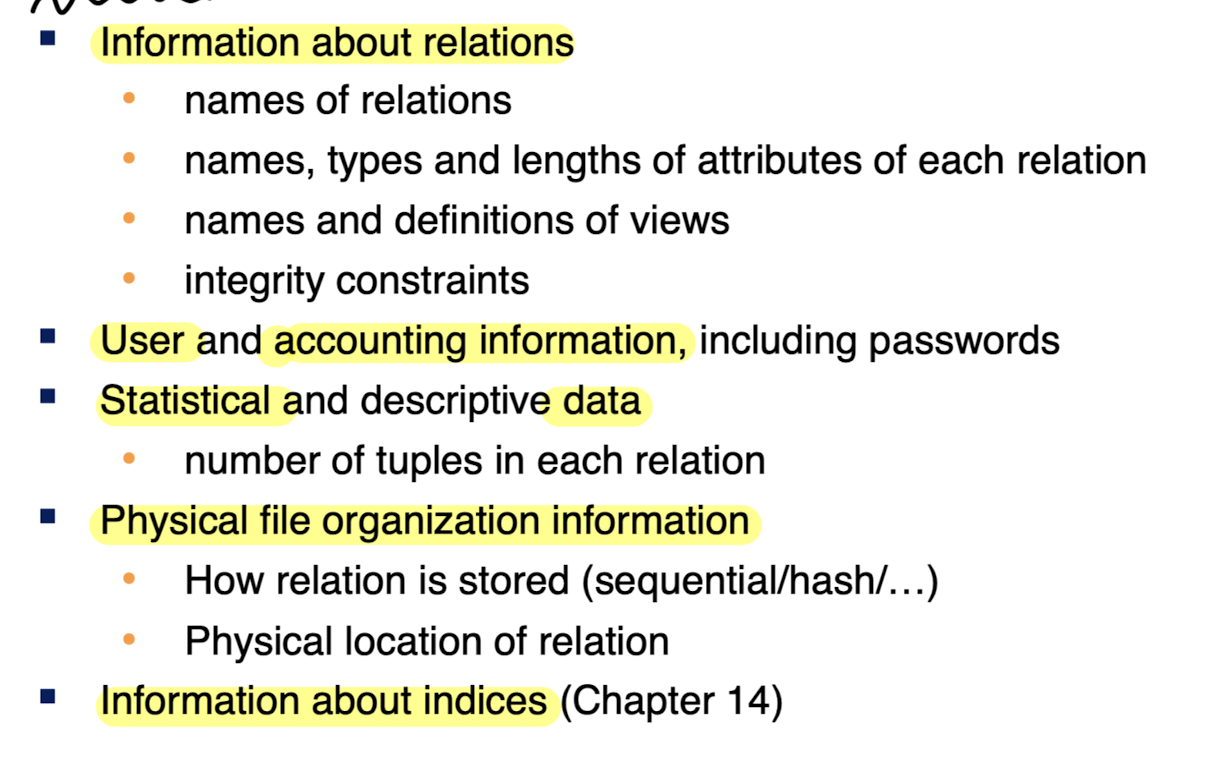 Information about relations
names of relations
names, types and lengths of attributes of each relation
names and definitions of views
integrity constraints
User and accounting information, including passwords
Statistical and descriptive data
number of tuples in each relation
Physical file organization information
How relation is stored (sequential/hash/…)
Physical location of relation
Information about indices (Chapter 14)